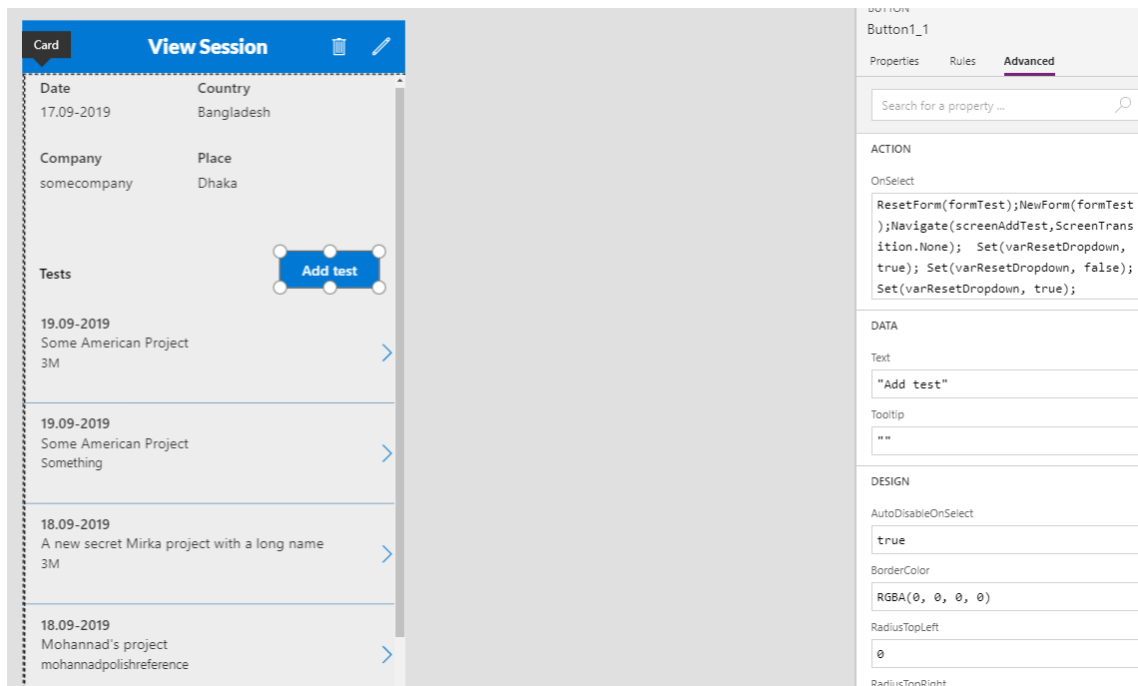 BUTTON
Button1_1
Card
View Session
Properties Rules Advanced
Date Country
17.09-2019 Bangladesh
Search for a property ...
ACTION
Company Place
somecompany Dhaka
OnSelect
ResetForm(formTest);NewForm(formTest
);Navigate(screenAddTest,ScreenTrans
ition.None);  Set(varResetDropdown,
true); Set(varResetDropdown, false);
Set(varResetDropdown, true);
Tests
Add test
19.09-2019
Some American Project
3M
DATA
Text
"Add test"
Tooltip
""
19.09-2019
Some American Project
Something
DESIGN
AutoDisableOnSelect
true
18.09-2019
A new secret Mirka project with a long name
3M
BorderColor
RGBA(0, 0, 0, 0)
RadiusTopLeft
0
18.09-2019
Mohannad's project
mohannadpolishreference
RadiusTopRight